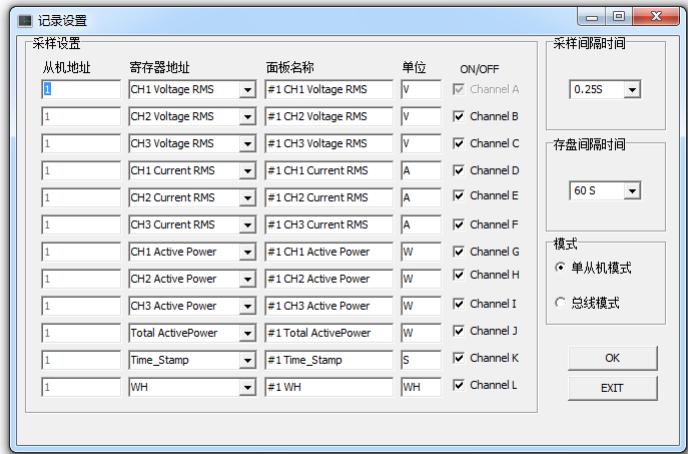 记录设置
采样设置
从机地址 寄存器地址 面板名称 单位 ON/OFF
1 CH1 Voltage RMS #1 CH1 Voltage RMS V Channel A
1 CH2 Voltage RMS #1 CH2 Voltage RMS V Channel B
1 CH3 Voltage RMS #1 CH3 Voltage RMS V Channel C
1 CH1 Current RMS #1 CH1 Current RMS A Channel D
1 CH2 Current RMS #1 CH2 Current RMS A Channel E
1 CH3 Current RMS #1 CH3 Current RMS A Channel F
1 CH1 Active Power #1 CH1 Active Power W Channel G
1 CH2 Active Power #1 CH2 Active Power W Channel H
1 CH3 Active Power #1 CH3 Active Power W Channel I
1 Total ActivePower #1 Total ActivePower W Channel J
1 Time_Stamp #1 Time_Stamp S Channel K
1 WH #1 WH WH Channel L
采样间隔时间
0.25S
存盘间隔时间
60 S
模式
单从机模式
总线模式
OK
EXIT